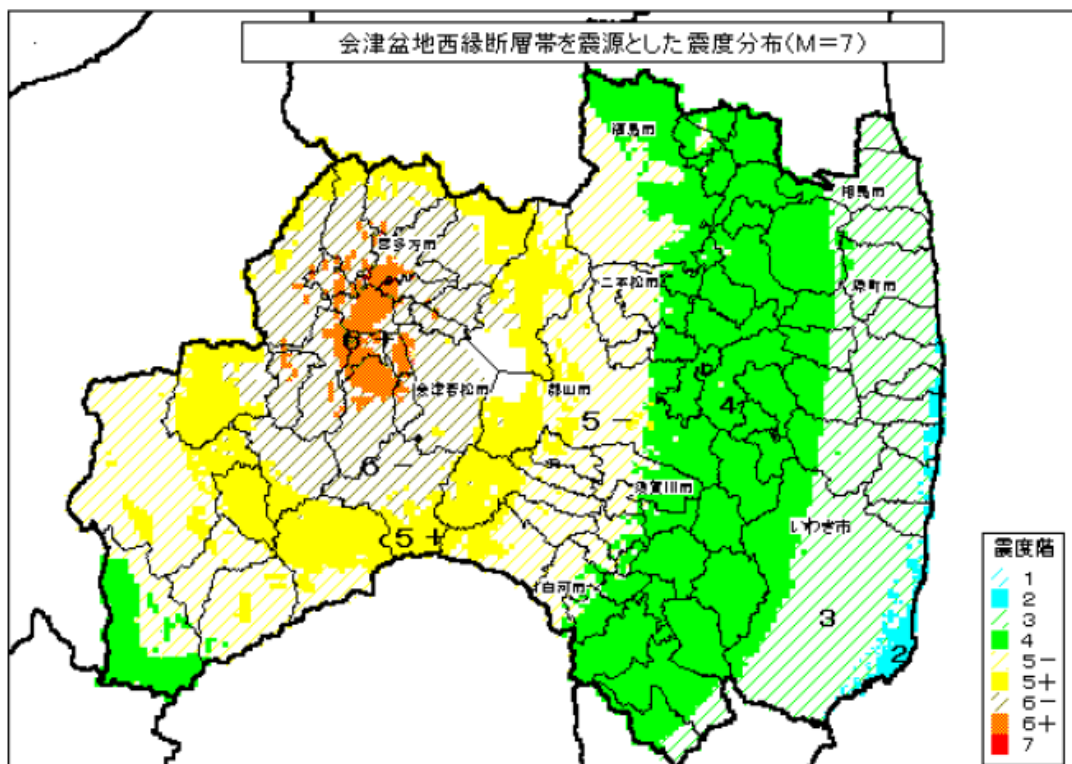 会津盆地西縁断層帯を震源とした震度分布(M=7)
福島市
相馬市
喜多方市
二本松市
原町市
6+
会津若松市
郡山市
4
5-
6-
須賀川市
いわき市
5+
白河市
3
2
震度階
1
2
3
4
5-
5+
6-
6+
7